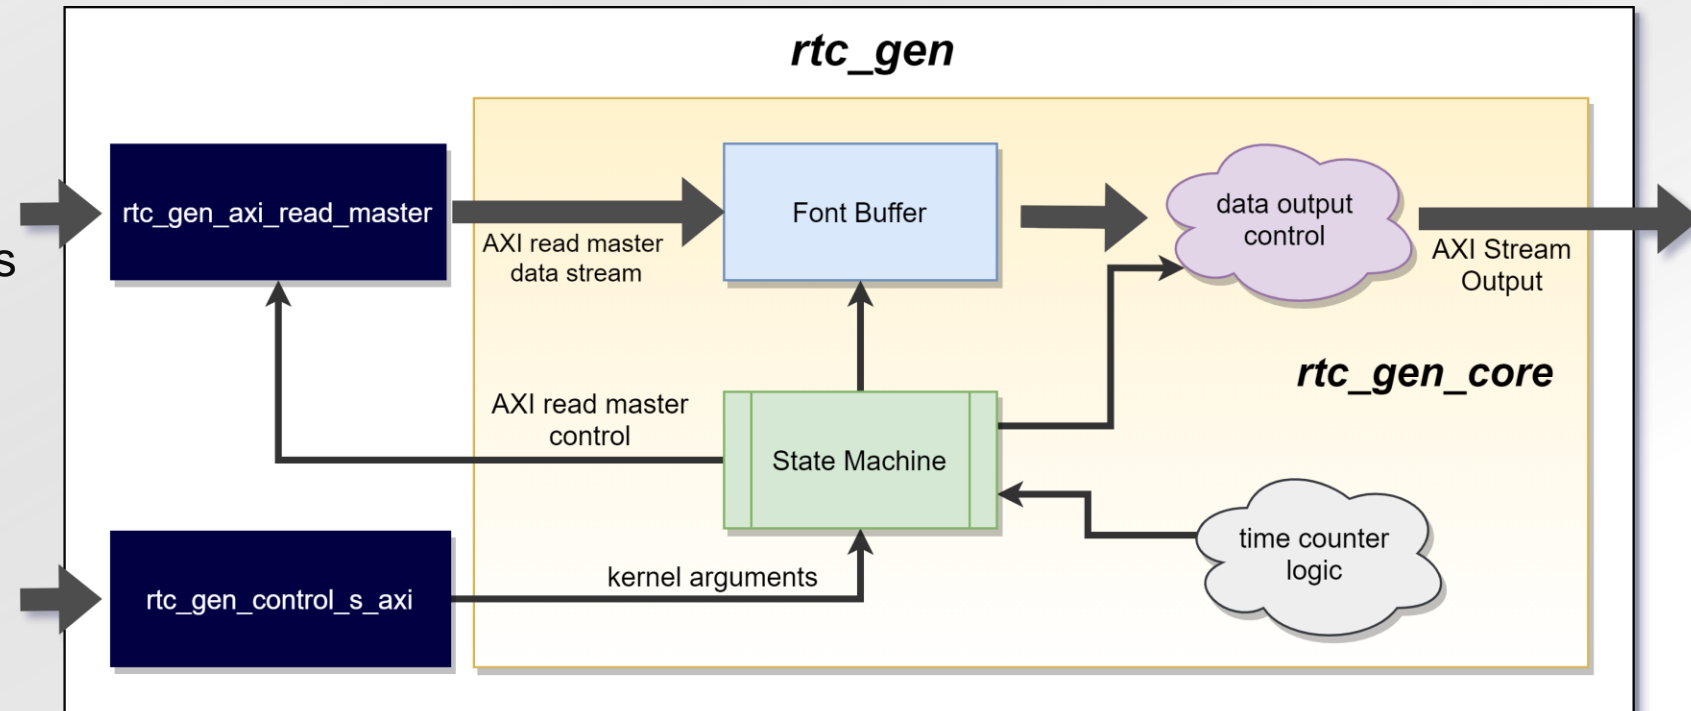 rtc_gen
rtc_gen_axi_read_master
AXI read master
data stream
Font Buffer
data output
control
AXI Stream
Output
s
rtc_gen_core
AXI read master
control
State Machine
time counter
logic
kernel arguments
rtc_gen_control_s_axi